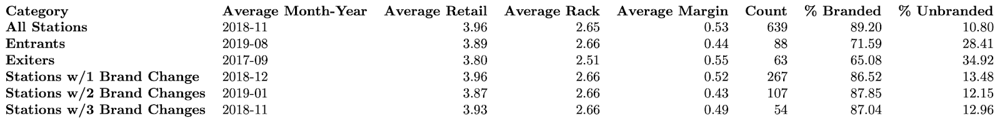 Category Average Month-Year Average Retail Average Rack Average Margin Count % Branded % Unbranded
All Stations 2018-11 3.96 2.65 0.53 639 89.20 10.80
Entrants 2019-08 3.89 2.66 0.44 88 71.59 28.41
Exiters 2017-09 3.80 2.51 0.55 63 65.08 34.92
Stations w/1 Brand Change 2018-12 3.96 2.66 0.52 267 86.52 13.48
Stations w/2 Brand Changes 2019-01 3.87 2.66 0.43 107 87.85 12.15
Stations w/3 Brand Changes 2018-11 3.93 2.66 0.49 54 87.04 12.96